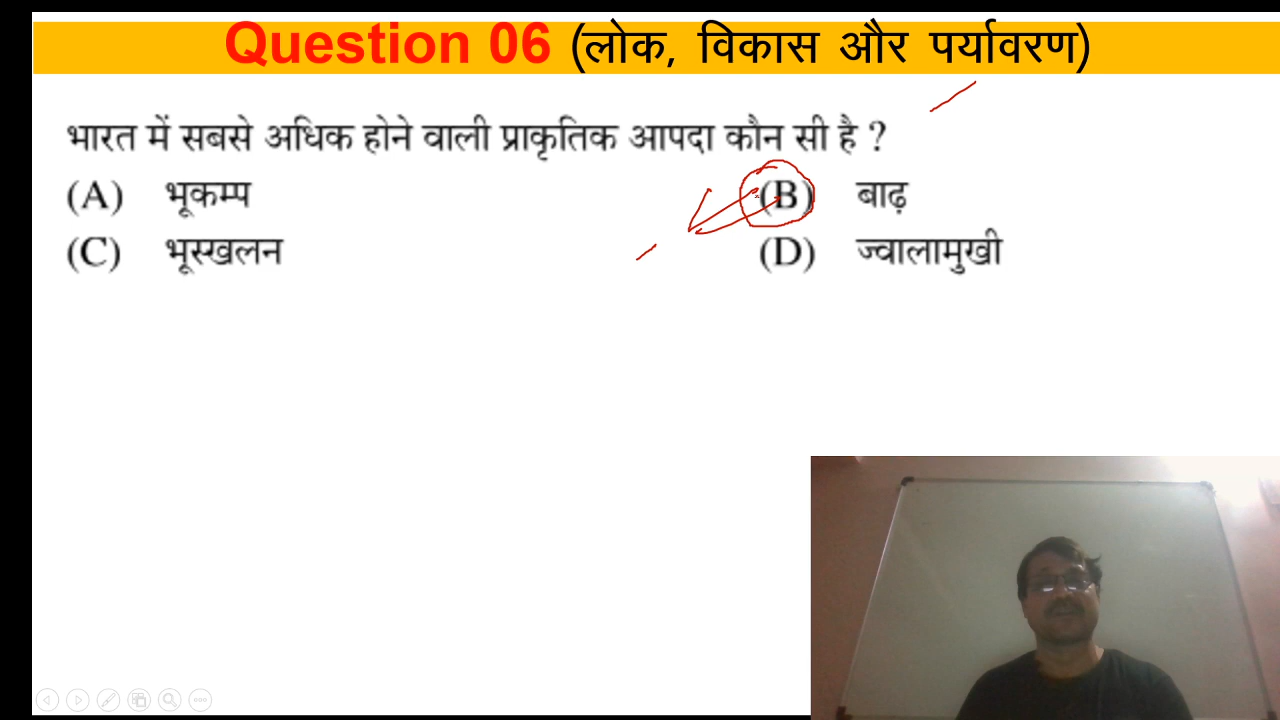 Question 06 (लोक, विकास और पर्यावरण)
भारत में सबसे अधिक होने वाली प्राकृतिक आपदा कौन सी है ?
(A) भूकम्प (B) बाढ़
(C) भूस्खलन (D) ज्वालामुखी